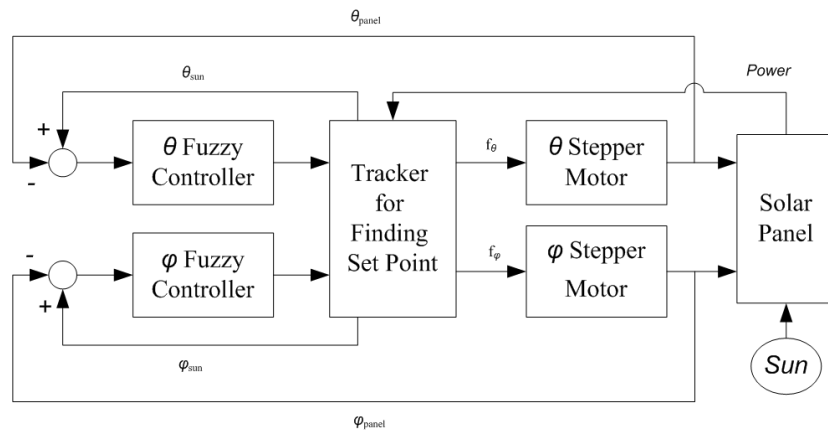 θpanel
θsun
Power
+
-
θ Fuzzy
Controller
Tracker
for
Finding
Set Point
fθ
θ Stepper
Motor
Solar
Panel
-
+
φ Fuzzy
Controller
fφ
φ Stepper
Motor
φsun
Sun
φpanel